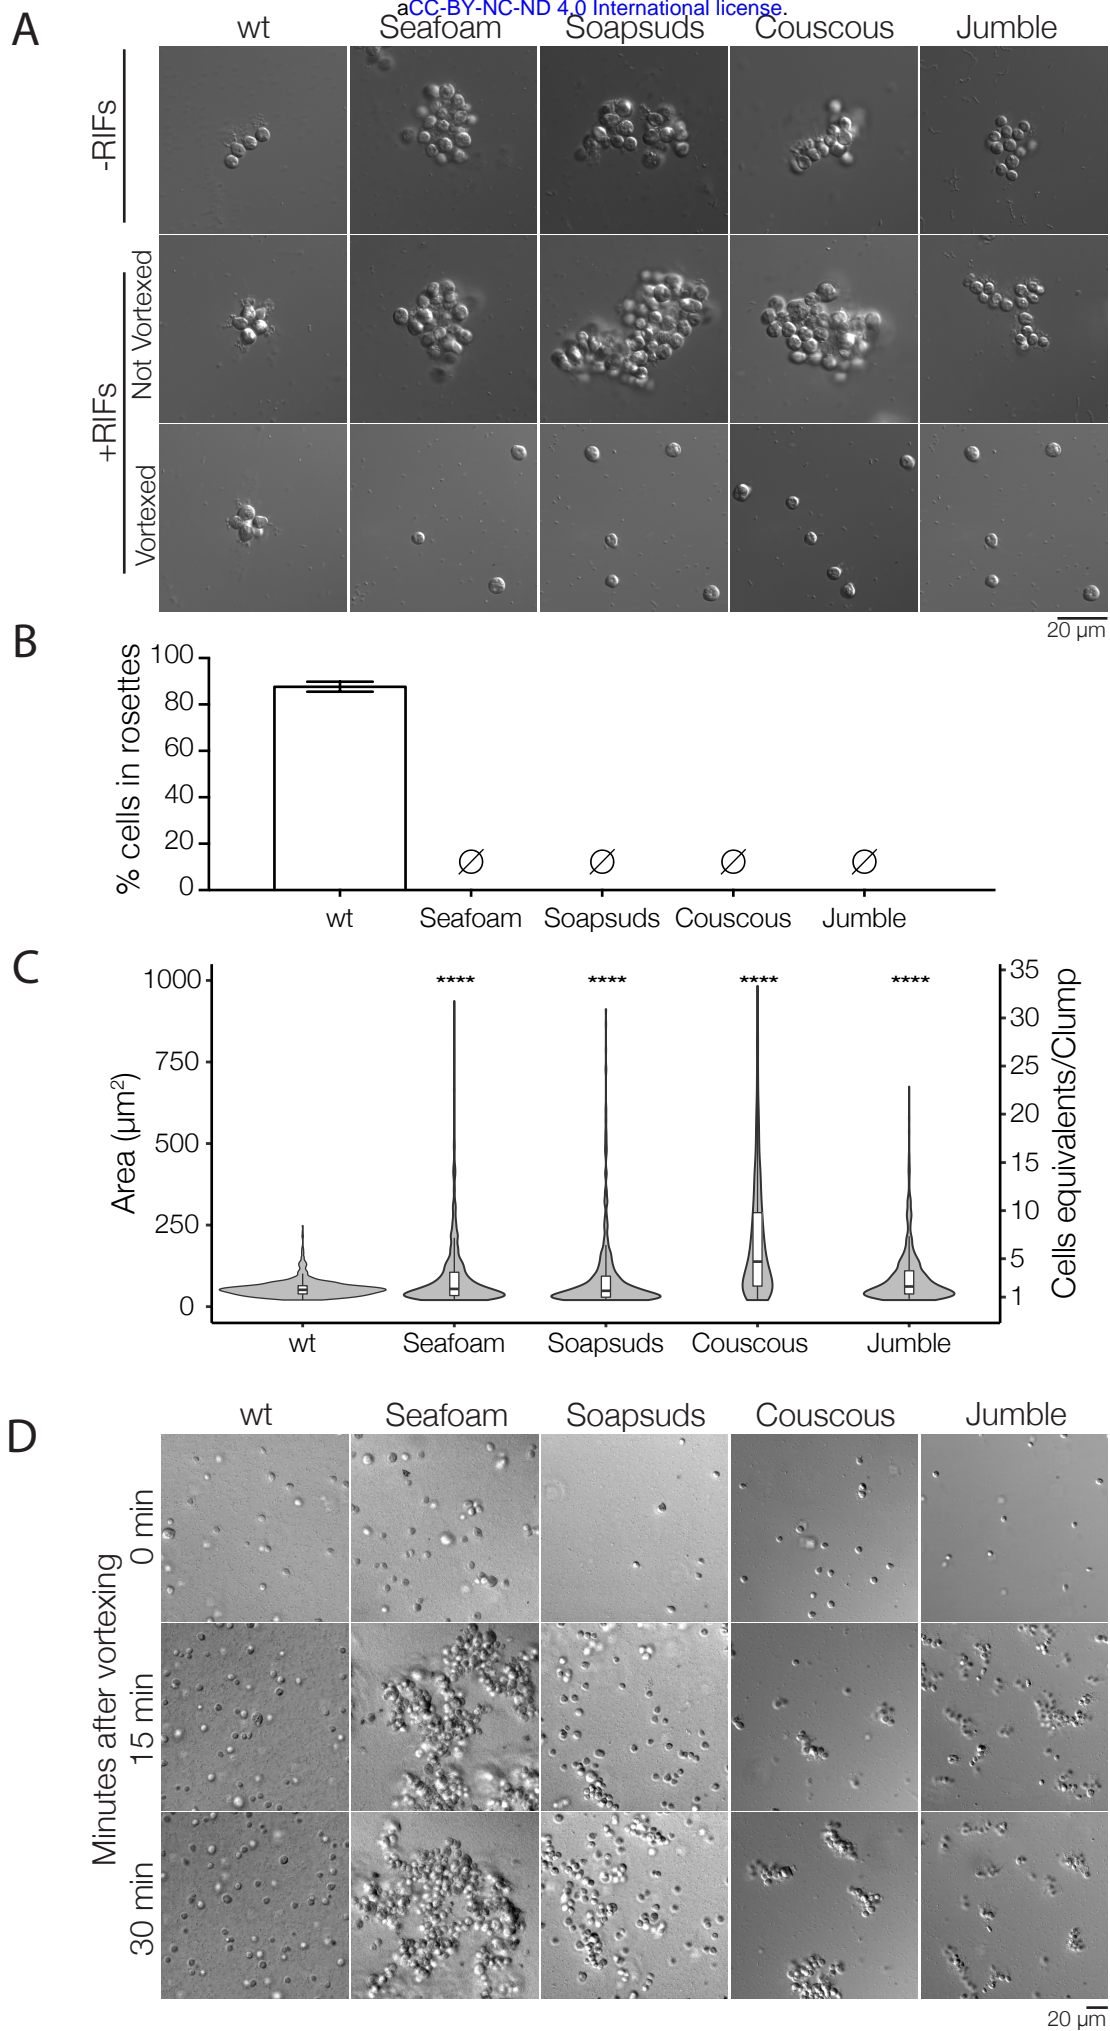 aCC-BY-NC-ND 4.0 International license.
A
wt Seafoam Soapsuds Couscous Jumble
-RIFs
+RIFs
Not Vortexed
Vortexed
20 µm
B
% cells in rosettes
100
80
60
40
20
0
Ø Ø Ø Ø
wt Seafoam Soapsuds Couscous Jumble
C
Area (µm²)
1000
750
500
250
0
**** **** **** ****
35
30
25
20
15
10
5
1
Cells equivalents/Clump
wt Seafoam Soapsuds Couscous Jumble
D
wt Seafoam Soapsuds Couscous Jumble
Minutes after vortexing
0 min
15 min
30 min
20 µm